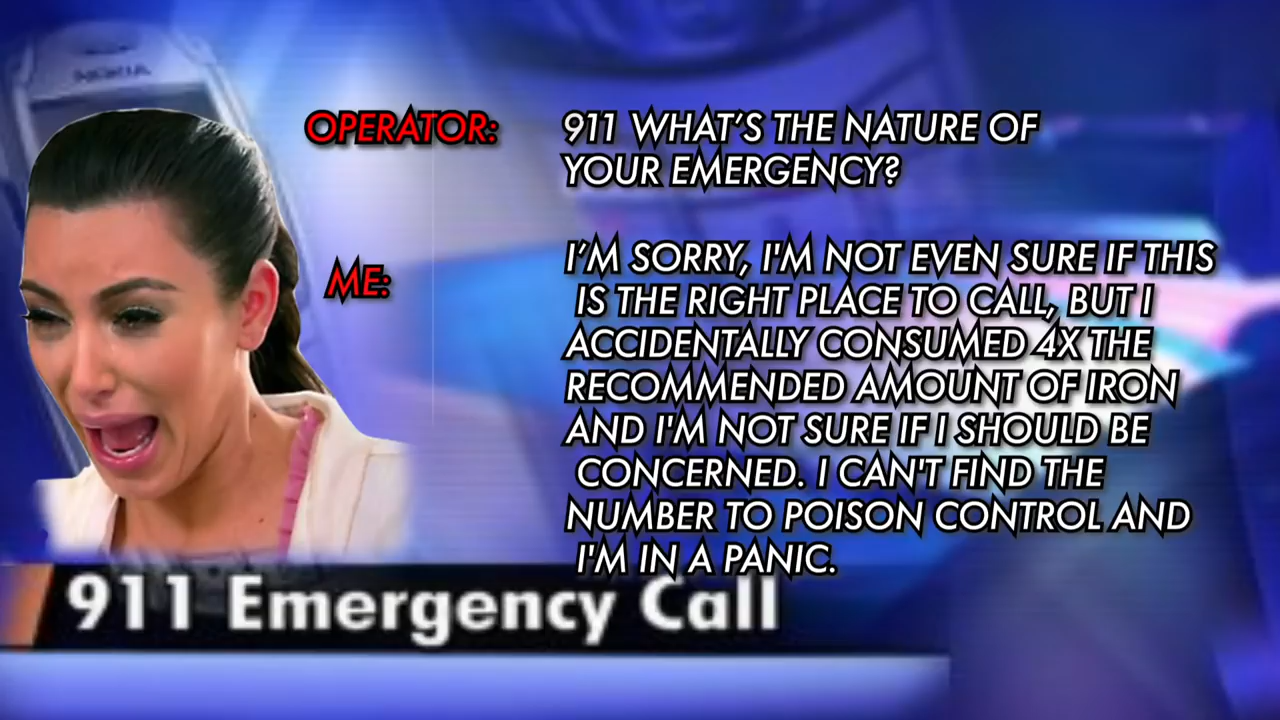 NOKIA
OPERATOR: 911 WHAT'S THE NATURE OF
YOUR EMERGENCY?
ME: I'M SORRY, I'M NOT EVEN SURE IF THIS
IS THE RIGHT PLACE TO CALL, BUT I
ACCIDENTALLY CONSUMED 4X THE
RECOMMENDED AMOUNT OF IRON
AND I'M NOT SURE IF I SHOULD BE
CONCERNED. I CAN'T FIND THE
NUMBER TO POISON CONTROL AND
I'M IN A PANIC.
911 Emergency Call